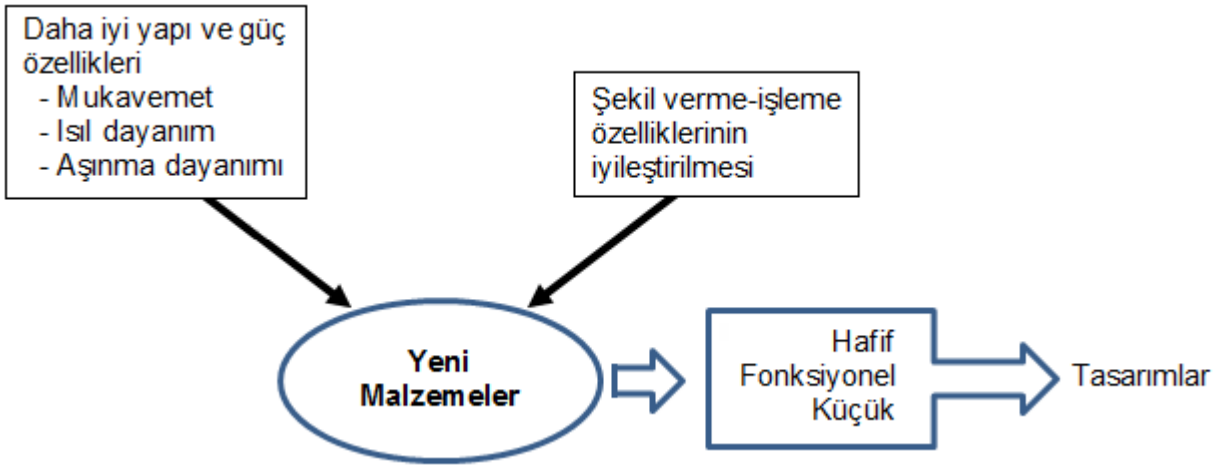 Daha iyi yapı ve güç
özellikleri
- Mukavemet
- Isıl dayanım
- Aşınma dayanımı
Şekil verme-işleme
özelliklerinin
iyileştirilmesi
Yeni
Malzemeler
Hafif
Fonksiyonel
Küçük
Tasarımlar